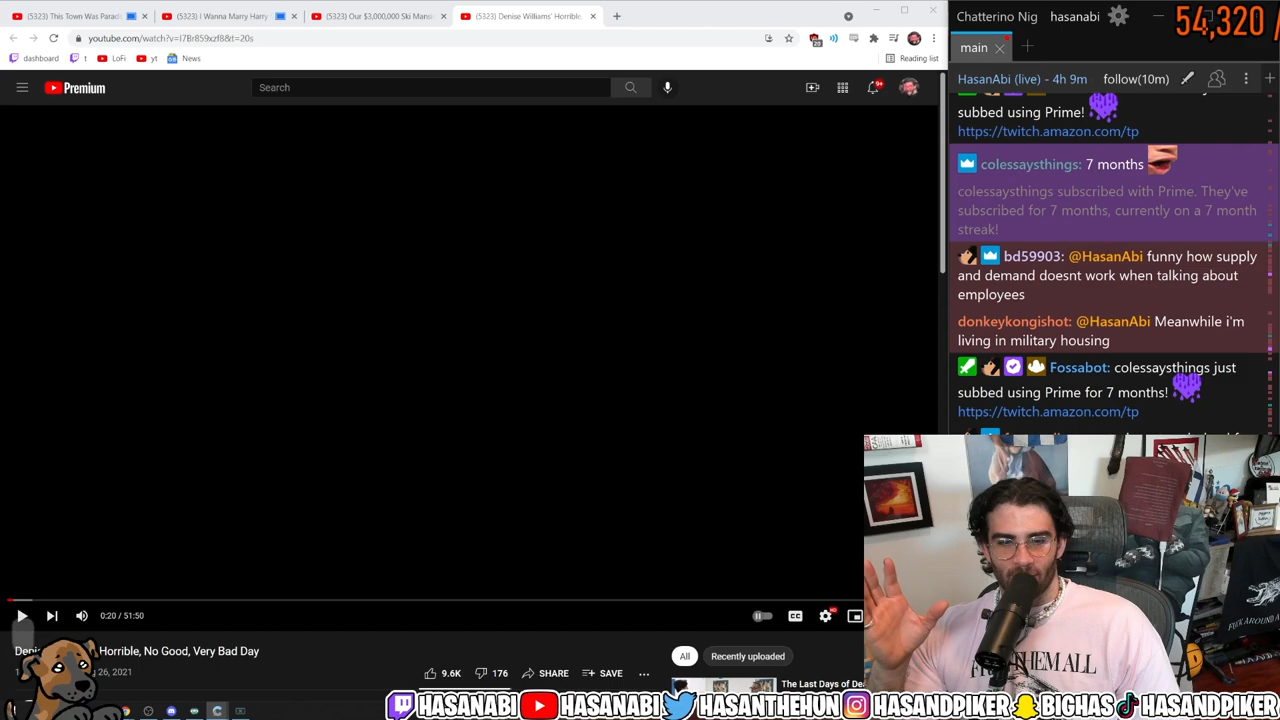 (5323) This Town Was Parad
(5323) I Wanna Marry Harry
(5323) Our $3,000,000 Ski Mans
(5323) Denise Williams' Horrible,
youtube.com/watch?v=I7Br859xzf8&t=20s
20
dashboard
t
LoFi
yt
News
Reading list
Premium
Search
9+
0:20 / 51:50
CC
HD
Horrible, No Good, Very Bad Day
26, 2021
9.6K
176
SHARE
SAVE
All
Recently uploaded
The Last Days of De
Chatterino Nig
hasanabi
54,320 /
main
HasanAbi (live) - 4h 9m
follow(10m)
subbed using Prime!
https://twitch.amazon.com/tp
colessaysthings: 7 months
colessaysthings subscribed with Prime. They've
subscribed for 7 months, currently on a 7 month
streak!
bd59903: @HasanAbi funny how supply
and demand doesnt work when talking about
employees
donkeykongishot: @HasanAbi Meanwhile i'm
living in military housing
Fossabot: colessaysthings just
subbed using Prime for 7 months!
https://twitch.amazon.com/tp
HASANABI
HASANABI
HASANTHEHUN
HASANDPIKER
BIGHAS
HASANDPIKER